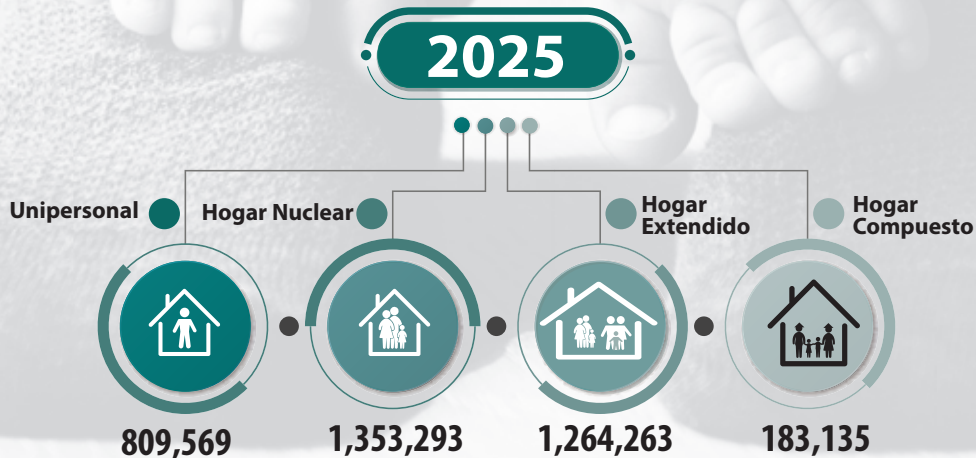 2025
Unipersonal
Hogar Nuclear
Hogar
Extendido
Hogar
Compuesto
809,569
1,353,293
1,264,263
183,135